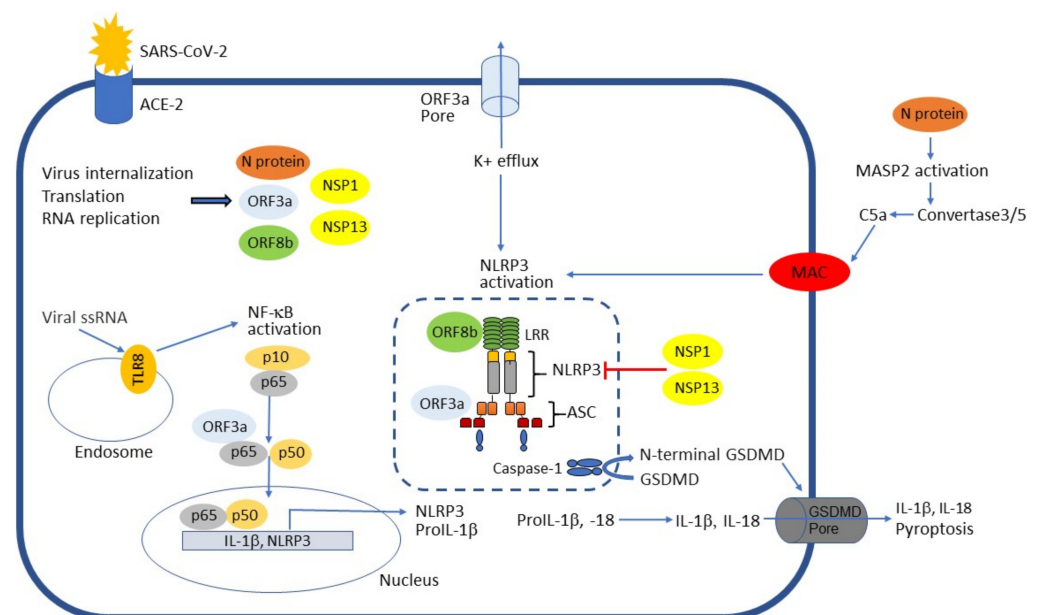 SARS-CoV-2
ACE-2
ORF3a
Pore
N protein
MASP2 activation
C5a
Convertase3/5
MAC
K+ efflux
NLRP3
activation
Virus internalization
Translation
RNA replication
N protein
NSP1
ORF3a
NSP13
ORF8b
Viral ssRNA
TLR8
Endosome
NF-κB
activation
p10
p65
ORF3a
p65
p50
p65
p50
IL-1β, NLRP3
Nucleus
NLRP3
ProIL-1β
ORF8b
LRR
NLRP3
NSP1
NSP13
ORF3a
ASC
Caspase-1
N-terminal GSDMD
GSDMD
ProIL-1β, -18
IL-1β, IL-18
GSDMD
Pore
IL-1β, IL-18
Pyroptosis